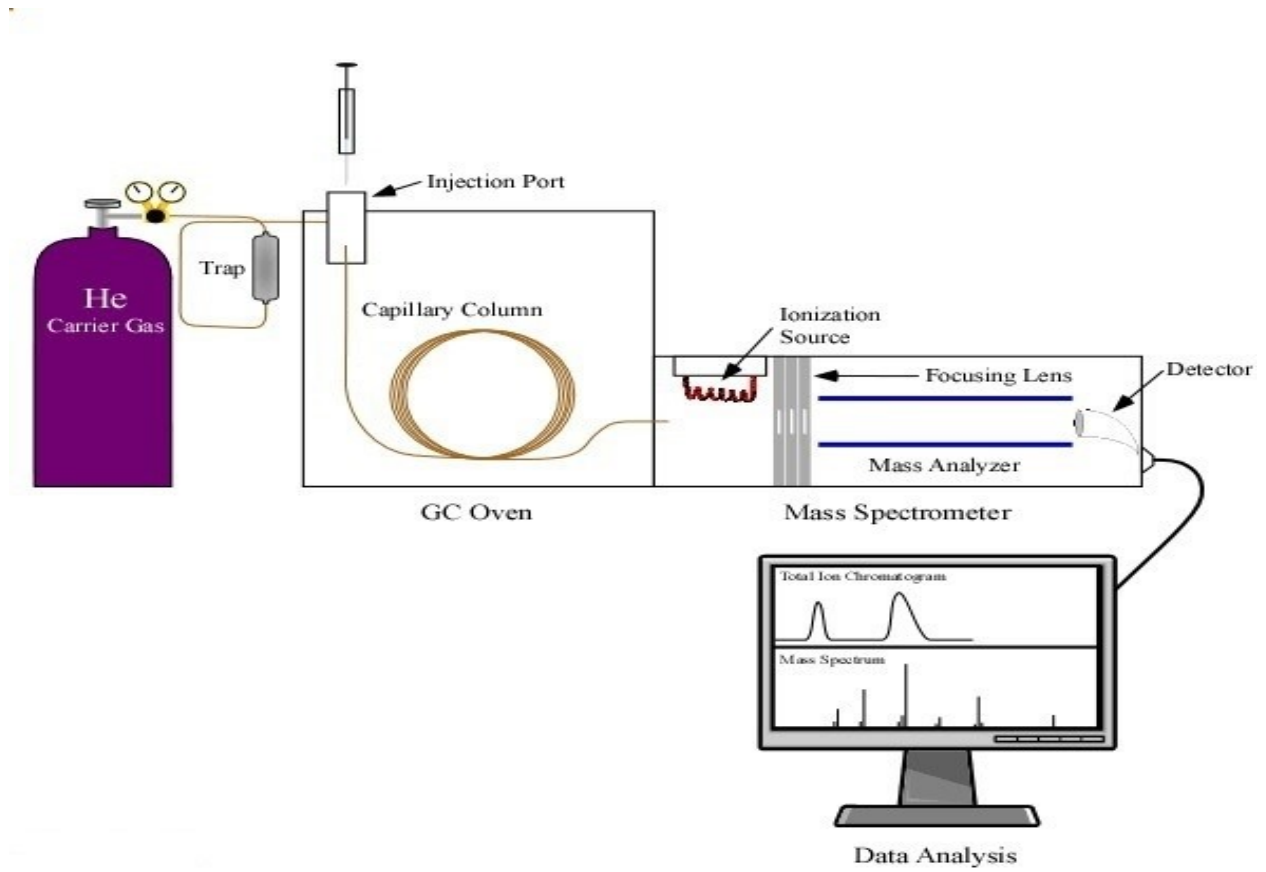 Injection Port
He
Carrier Gas
Trap
Capillary Column
Ionization
Source
Focusing Lens
Detector
Mass Analyzer
GC Oven
Mass Spectrometer
Total Ion Chromatogram
Mass Spectrum
Data Analysis